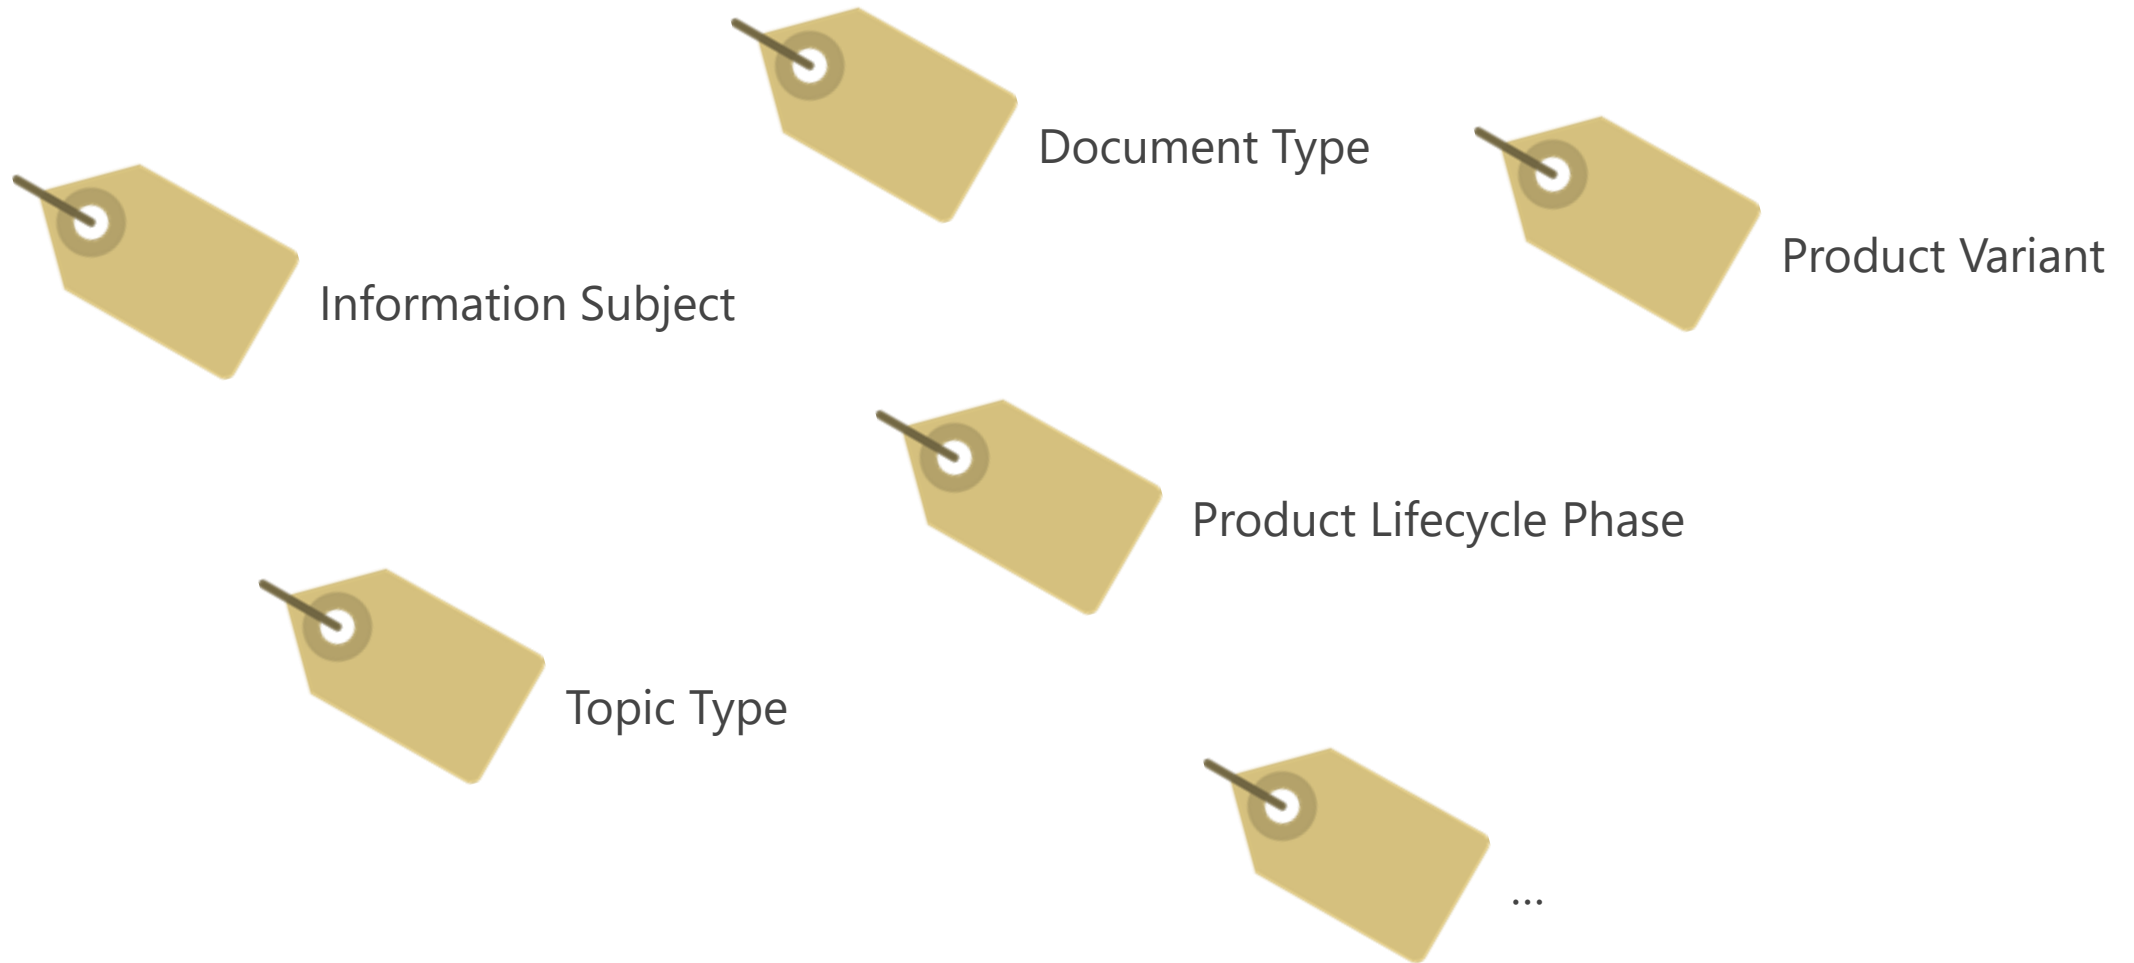 Document Type
Product Variant
Information Subject
Product Lifecycle Phase
Topic Type
...